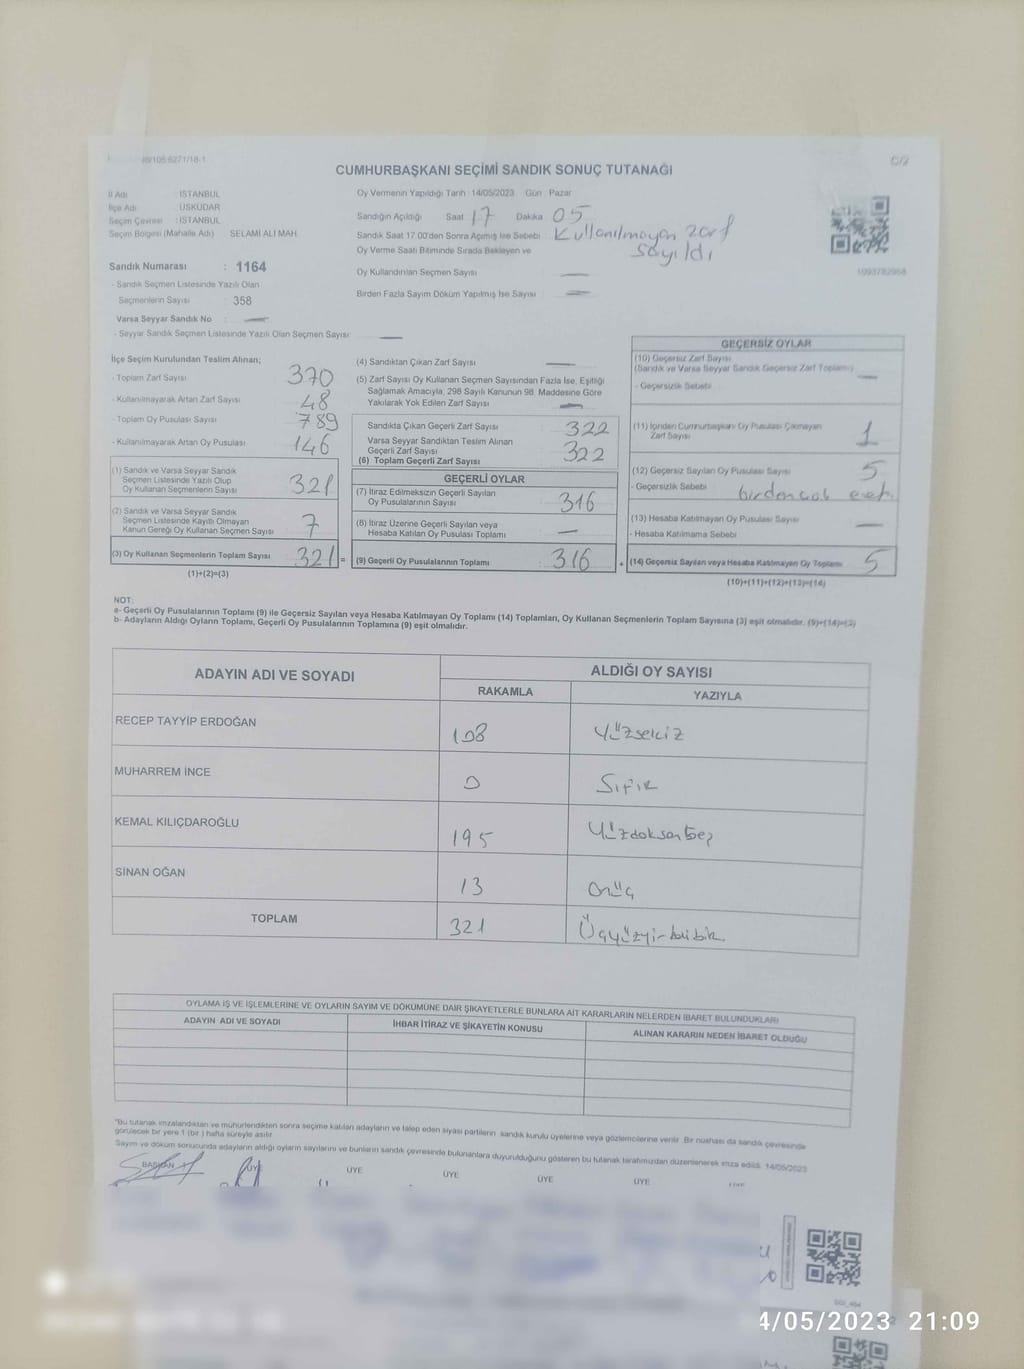 CUMHURBAŞKANI SEÇİMİ SANDIK SONUÇ TUTANAĞI
C/2
İl Adı : İSTANBUL
İlçe Adı : ÜSKÜDAR
Seçim Çevresi : İSTANBUL
Seçim Bölgesi (Mahalle Adı) SELAMİ ALİ MAH.
Sandık Numarası : 1164
- Sandık Seçmen Listesinde Yazılı Olan
Seçmenlerin Sayısı : 358
Varsa Seyyar Sandık No : —
- Seyyar Sandık Seçmen Listesinde Yazılı Olan Seçmen Sayısı: —
Oy Vermenin Yapıldığı Tarih :14/05/2023 Gün : Pazar
Sandığın Açıldığı Saat 17 Dakika 05
Sandık Saat 17.00'den Sonra Açılmış İse Sebebi : Kullanılmayan zarf
sayıldı
Oy Verme Saati Bitiminde Sırada Bekleyen ve
Oy Kullandırılan Seçmen Sayısı : —
Birden Fazla Sayım Döküm Yapılmış İse Sayısı : —
1093782958
İlçe Seçim Kurulundan Teslim Alınan;
- Toplam Zarf Sayısı : 370
- Kullanılmayarak Artan Zarf Sayısı : 48
- Toplam Oy Pusulası Sayısı : 789
- Kullanılmayarak Artan Oy Pusulası : 146
(1) Sandık ve Varsa Seyyar Sandık
Seçmen Listesinde Yazılı Olup
Oy Kullanan Seçmenlerin Sayısı : 321
(2) Sandık ve Varsa Seyyar Sandık
Seçmen Listesinde Kayıtlı Olmayan
Kanun Gereği Oy Kullanan Seçmen Sayısı : 7
(3) Oy Kullanan Seçmenlerin Toplam Sayısı : 321 =
(1)+(2)=(3)
(4) Sandıktan Çıkan Zarf Sayısı : —
(5) Zarf Sayısı Oy Kullanan Seçmen Sayısından Fazla İse, Eşitliği
Sağlamak Amacıyla; 298 Sayılı Kanunun 98. Maddesine Göre
Yakılarak Yok Edilen Zarf Sayısı : —
Sandıkta Çıkan Geçerli Zarf Sayısı : 322
Varsa Seyyar Sandıktan Teslim Alınan
Geçerli Zarf Sayısı : 322
(6) Toplam Geçerli Zarf Sayısı
GEÇERLİ OYLAR
(7) İtiraz Edilmeksizin Geçerli Sayılan
Oy Pusulalarının Sayısı : 316
(8) İtiraz Üzerine Geçerli Sayılan veya
Hesaba Katılan Oy Pusulası Toplamı : —
(9) Geçerli Oy Pusulalarının Toplamı : 316 +
GEÇERSİZ OYLAR
(10) Geçersiz Zarf Sayısı
(Sandık ve Varsa Seyyar Sandık Geçersiz Zarf Toplamı) : —
- Geçersizlik Sebebi :
(11) İçinden Cumhurbaşkanı Oy Pusulası Çıkmayan
Zarf Sayısı : 1
(12) Geçersiz Sayılan Oy Pusulası Sayısı : 5
- Geçersizlik Sebebi : birden çok evet
(13) Hesaba Katılmayan Oy Pusulası Sayısı : —
- Hesaba Katılmama Sebebi :
(14) Geçersiz Sayılan veya Hesaba Katılmayan Oy Toplamı : 5
(10)+(11)+(12)+(13)=(14)
NOT:
a- Geçerli Oy Pusulalarının Toplamı (9) ile Geçersiz Sayılan veya Hesaba Katılmayan Oy Toplamı (14) Toplamları, Oy Kullanan Seçmenlerin Toplam Sayısına (3) eşit olmalıdır. (9)+(14)=(3)
b- Adayların Aldığı Oyların Toplamı, Geçerli Oy Pusulalarının Toplamına (9) eşit olmalıdır.
ADAYIN ADI VE SOYADI ALDIĞI OY SAYISI
RAKAMLA YAZIYLA
RECEP TAYYİP ERDOĞAN 108 Yüzsekiz
MUHARREM İNCE 0 Sıfır
KEMAL KILIÇDAROĞLU 195 Yüzdoksanbeş
SİNAN OĞAN 13 Onüç
TOPLAM 321 Üçyüzyirmibir
OYLAMA İŞ VE İŞLEMLERİNE VE OYLARIN SAYIM VE DÖKÜMÜNE DAİR ŞİKAYETLERLE BUNLARA AİT KARARLARIN NELERDEN İBARET BULUNDUKLARI
ADAYIN ADI VE SOYADI İHBAR İTİRAZ VE ŞİKAYETİN KONUSU ALINAN KARARIN NEDEN İBARET OLDUĞU
"Bu tutanak imzalandıktan ve mühürlendikten sonra seçime katılan adayların ve talep eden siyasi partilerin sandık kurulu üyelerine veya gözlemcilerine verilir. Bir nüshası da sandık çevresinde
görülecek bir yere 1 (bir) hafta süreyle asılır
Sayım ve döküm sonucunda adayların aldığı oyların sayılarını ve bunların sandık çevresinde bulunanlara duyurulduğunu gösteren bu tutanak tarafımızdan düzenlenerek imza edildi. 14/05/2023
BAŞKAN ÜYE ÜYE ÜYE ÜYE ÜYE
4/05/2023 21:09